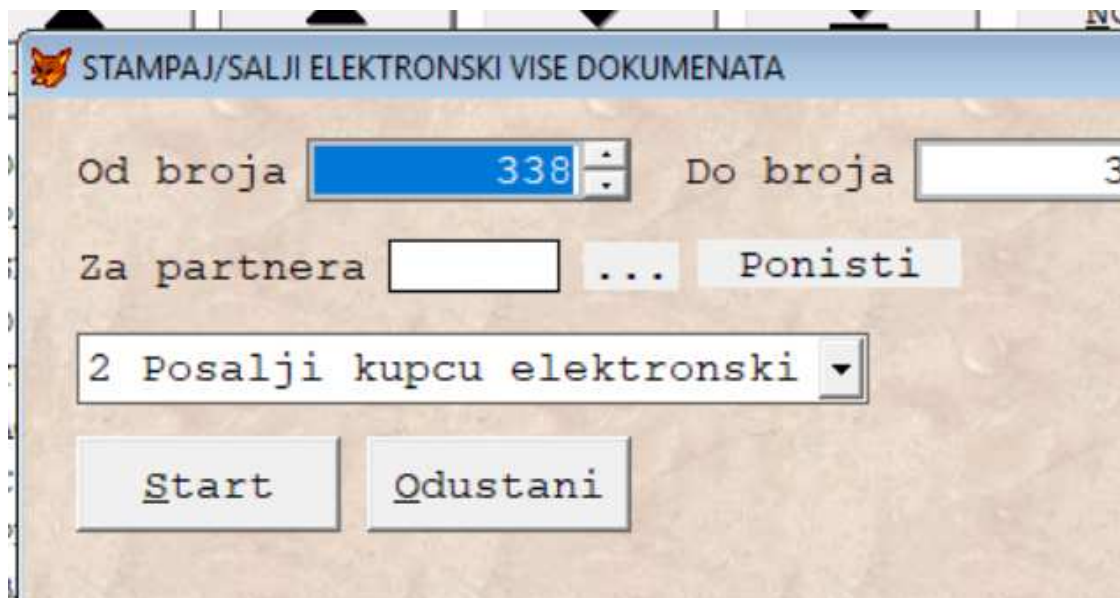 STAMPAJ/SALJI ELEKTRONSKI VISE DOKUMENATA
Od broja 338 Do broja 3
Za partnera ... Ponisti
2 Posalji kupcu elektronski
Start Odustani